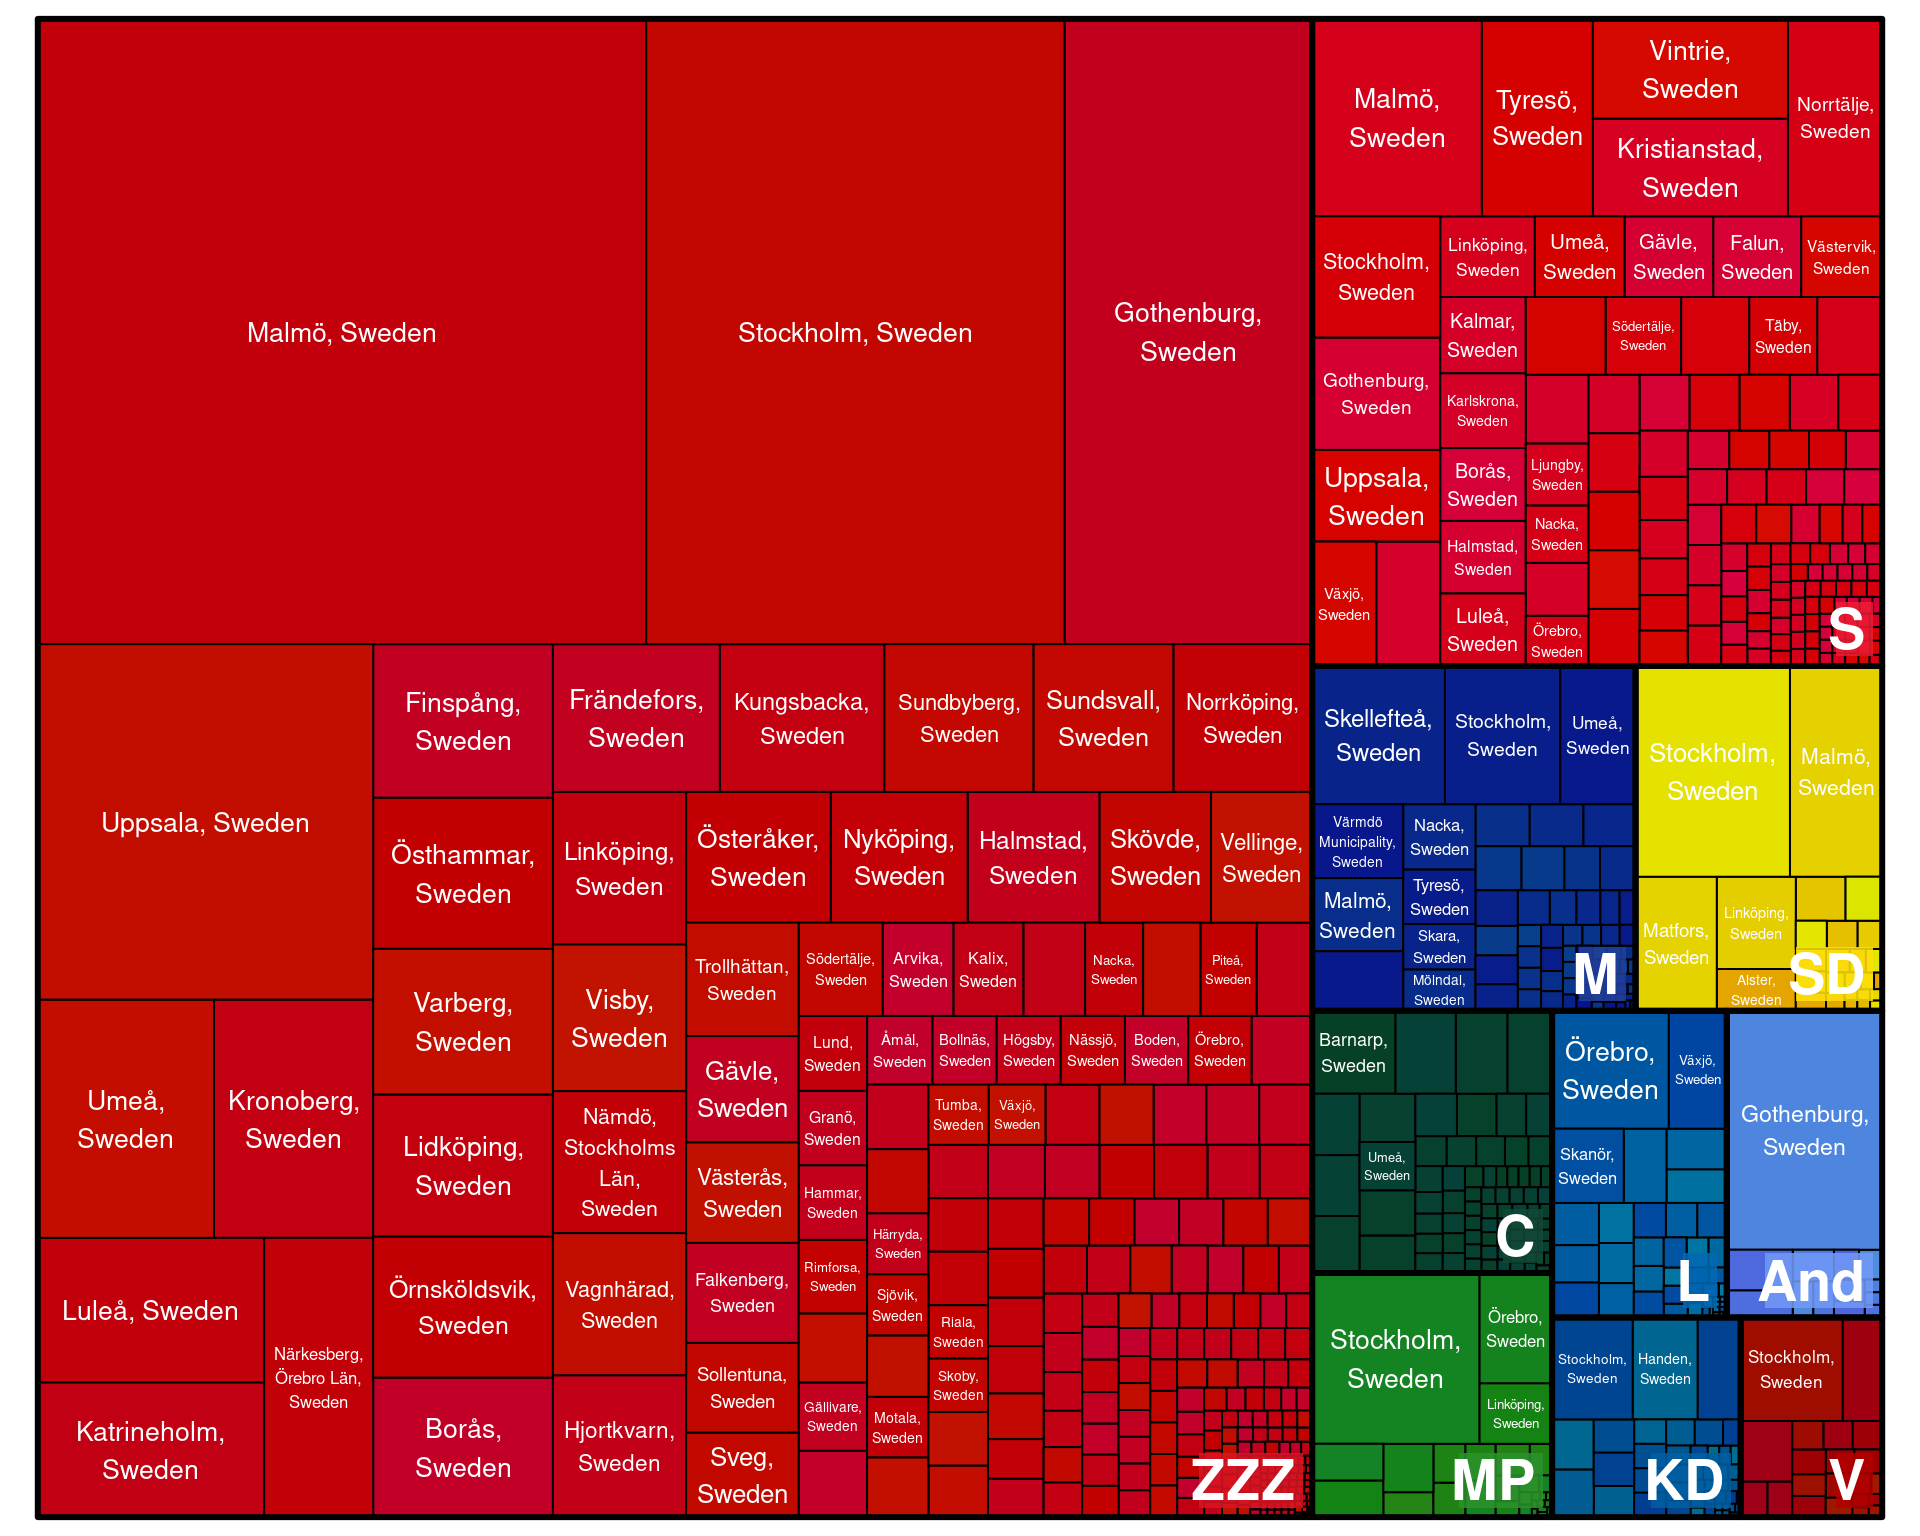 Malmö, Sweden
Stockholm, Sweden
Gothenburg,
Sweden
Uppsala, Sweden
Umeå,
Sweden
Kronoberg,
Sweden
Luleå, Sweden
Katrineholm,
Sweden
Närkesberg,
Örebro Län,
Sweden
Finspång,
Sweden
Östhammar,
Sweden
Varberg,
Sweden
Lidköping,
Sweden
Örnsköldsvik,
Sweden
Borås,
Sweden
Frändefors,
Sweden
Kungsbacka,
Sweden
Sundbyberg,
Sweden
Sundsvall,
Sweden
Norrköping,
Sweden
Linköping,
Sweden
Visby,
Sweden
Nämdö,
Stockholms
Län,
Sweden
Vagnhärad,
Sweden
Hjortkvarn,
Sweden
Österåker,
Sweden
Nyköping,
Sweden
Halmstad,
Sweden
Skövde,
Sweden
Vellinge,
Sweden
Trollhättan,
Sweden
Gävle,
Sweden
Västerås,
Sweden
Falkenberg,
Sweden
Sollentuna,
Sweden
Sveg,
Sweden
Södertälje,
Sweden
Arvika,
Sweden
Kalix,
Sweden
Nacka,
Sweden
Piteå,
Sweden
Lund,
Sweden
Granö,
Sweden
Hammar,
Sweden
Rimforsa,
Sweden
Gällivare,
Sweden
Åmål,
Sweden
Bollnäs,
Sweden
Högsby,
Sweden
Nässjö,
Sweden
Boden,
Sweden
Örebro,
Sweden
Härryda,
Sweden
Sjövik,
Sweden
Motala,
Sweden
Tumba,
Sweden
Växjö,
Sweden
Riala,
Sweden
Skoby,
Sweden
ZZZ
Malmö,
Sweden
Tyresö,
Sweden
Vintrie,
Sweden
Kristianstad,
Sweden
Norrtälje,
Sweden
Stockholm,
Sweden
Gothenburg,
Sweden
Uppsala,
Sweden
Växjö,
Sweden
Linköping,
Sweden
Umeå,
Sweden
Gävle,
Sweden
Falun,
Sweden
Västervik,
Sweden
Kalmar,
Sweden
Karlskrona,
Sweden
Borås,
Sweden
Halmstad,
Sweden
Luleå,
Sweden
Södertälje,
Sweden
Täby,
Sweden
Ljungby,
Sweden
Nacka,
Sweden
Örebro,
Sweden
S
Skellefteå,
Sweden
Stockholm,
Sweden
Umeå,
Sweden
Värmdö
Municipality,
Sweden
Malmö,
Sweden
Nacka,
Sweden
Tyresö,
Sweden
Skara,
Sweden
Mölndal,
Sweden
M
Stockholm,
Sweden
Malmö,
Sweden
Matfors,
Sweden
Linköping,
Sweden
Alster,
Sweden
SD
Barnarp,
Sweden
Umeå,
Sweden
C
Örebro,
Sweden
Växjö,
Sweden
Skanör,
Sweden
L
Gothenburg,
Sweden
And
Stockholm,
Sweden
Örebro,
Sweden
Linköping,
Sweden
MP
Stockholm,
Sweden
Handen,
Sweden
KD
Stockholm,
Sweden
V